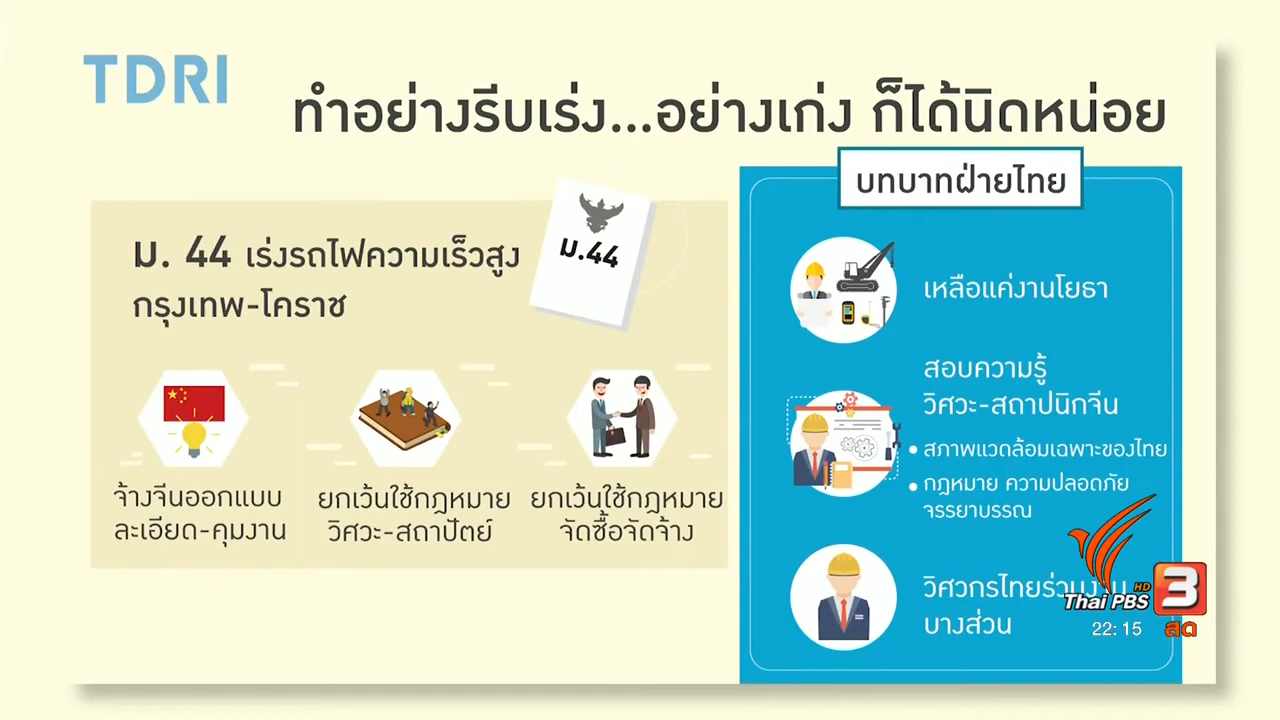 TDRI
ทำอย่างรีบเร่ง...อย่างเก่ง ก็ได้นิดหน่อย
ม. 44 เร่งรถไฟความเร็วสูง
กรุงเทพ-โคราช
ม.44
จ้างจีนออกแบบ
ละเอียด-คุมงาน
ยกเว้นใช้กฎหมาย
วิศวะ-สถาปัตย์
ยกเว้นใช้กฎหมาย
จัดซื้อจัดจ้าง
บทบาทฝ่ายไทย
เหลือแค่งานโยธา
สอบความรู้
วิศวะ-สถาปนิกจีน
• สภาพแวดล้อมเฉพาะของไทย
• กฎหมาย ความปลอดภัย
จรรยาบรรณ
วิศวกรไทยร่วมงาน
บางส่วน
Thai PBS HD 3
22:15 สด